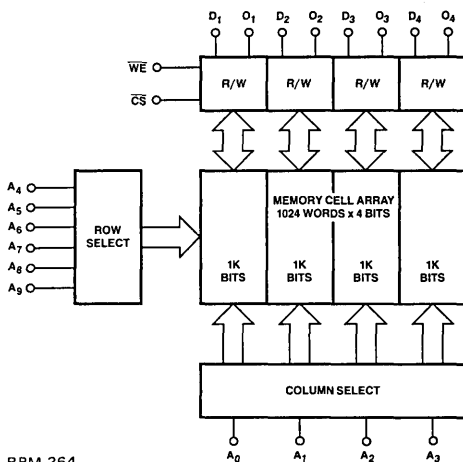 D1 O1 D2 O2 D3 O3 D4 O4
WE
R/W R/W R/W R/W
CS
A4
A5
A6
A7
A8
A9
ROW
SELECT
MEMORY CELL ARRAY
1024 WORDS x 4 BITS
1K
BITS
1K
BITS
1K
BITS
1K
BITS
COLUMN SELECT
A0 A1 A2 A3